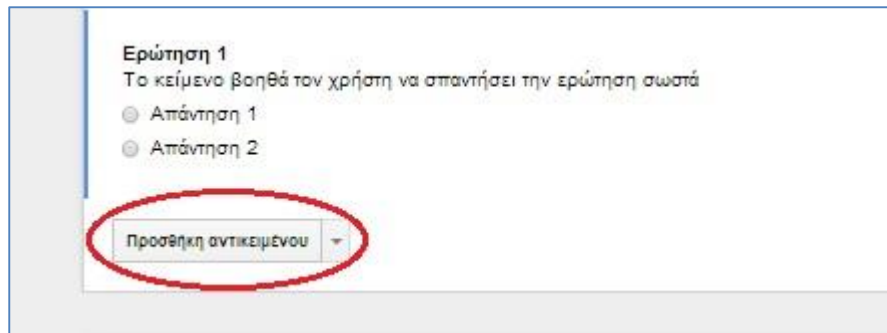 Ερώτηση 1
Το κείμενο βοηθά τον χρήστη να σπαντήσει την ερώτηση σωστά
Απάντηση 1
Απάντηση 2
Προσθήκη αντικειμένου